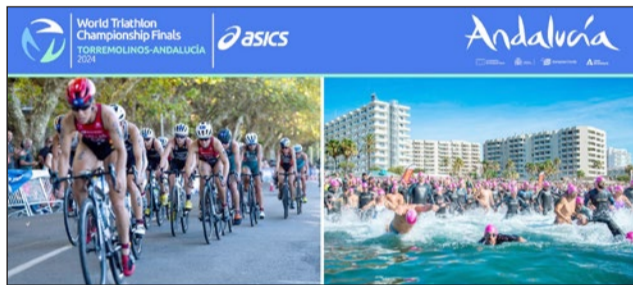 World Triathlon
Championship Finals
TORREMOLINOS-ANDALUCÍA
2024
asics
Andalucía